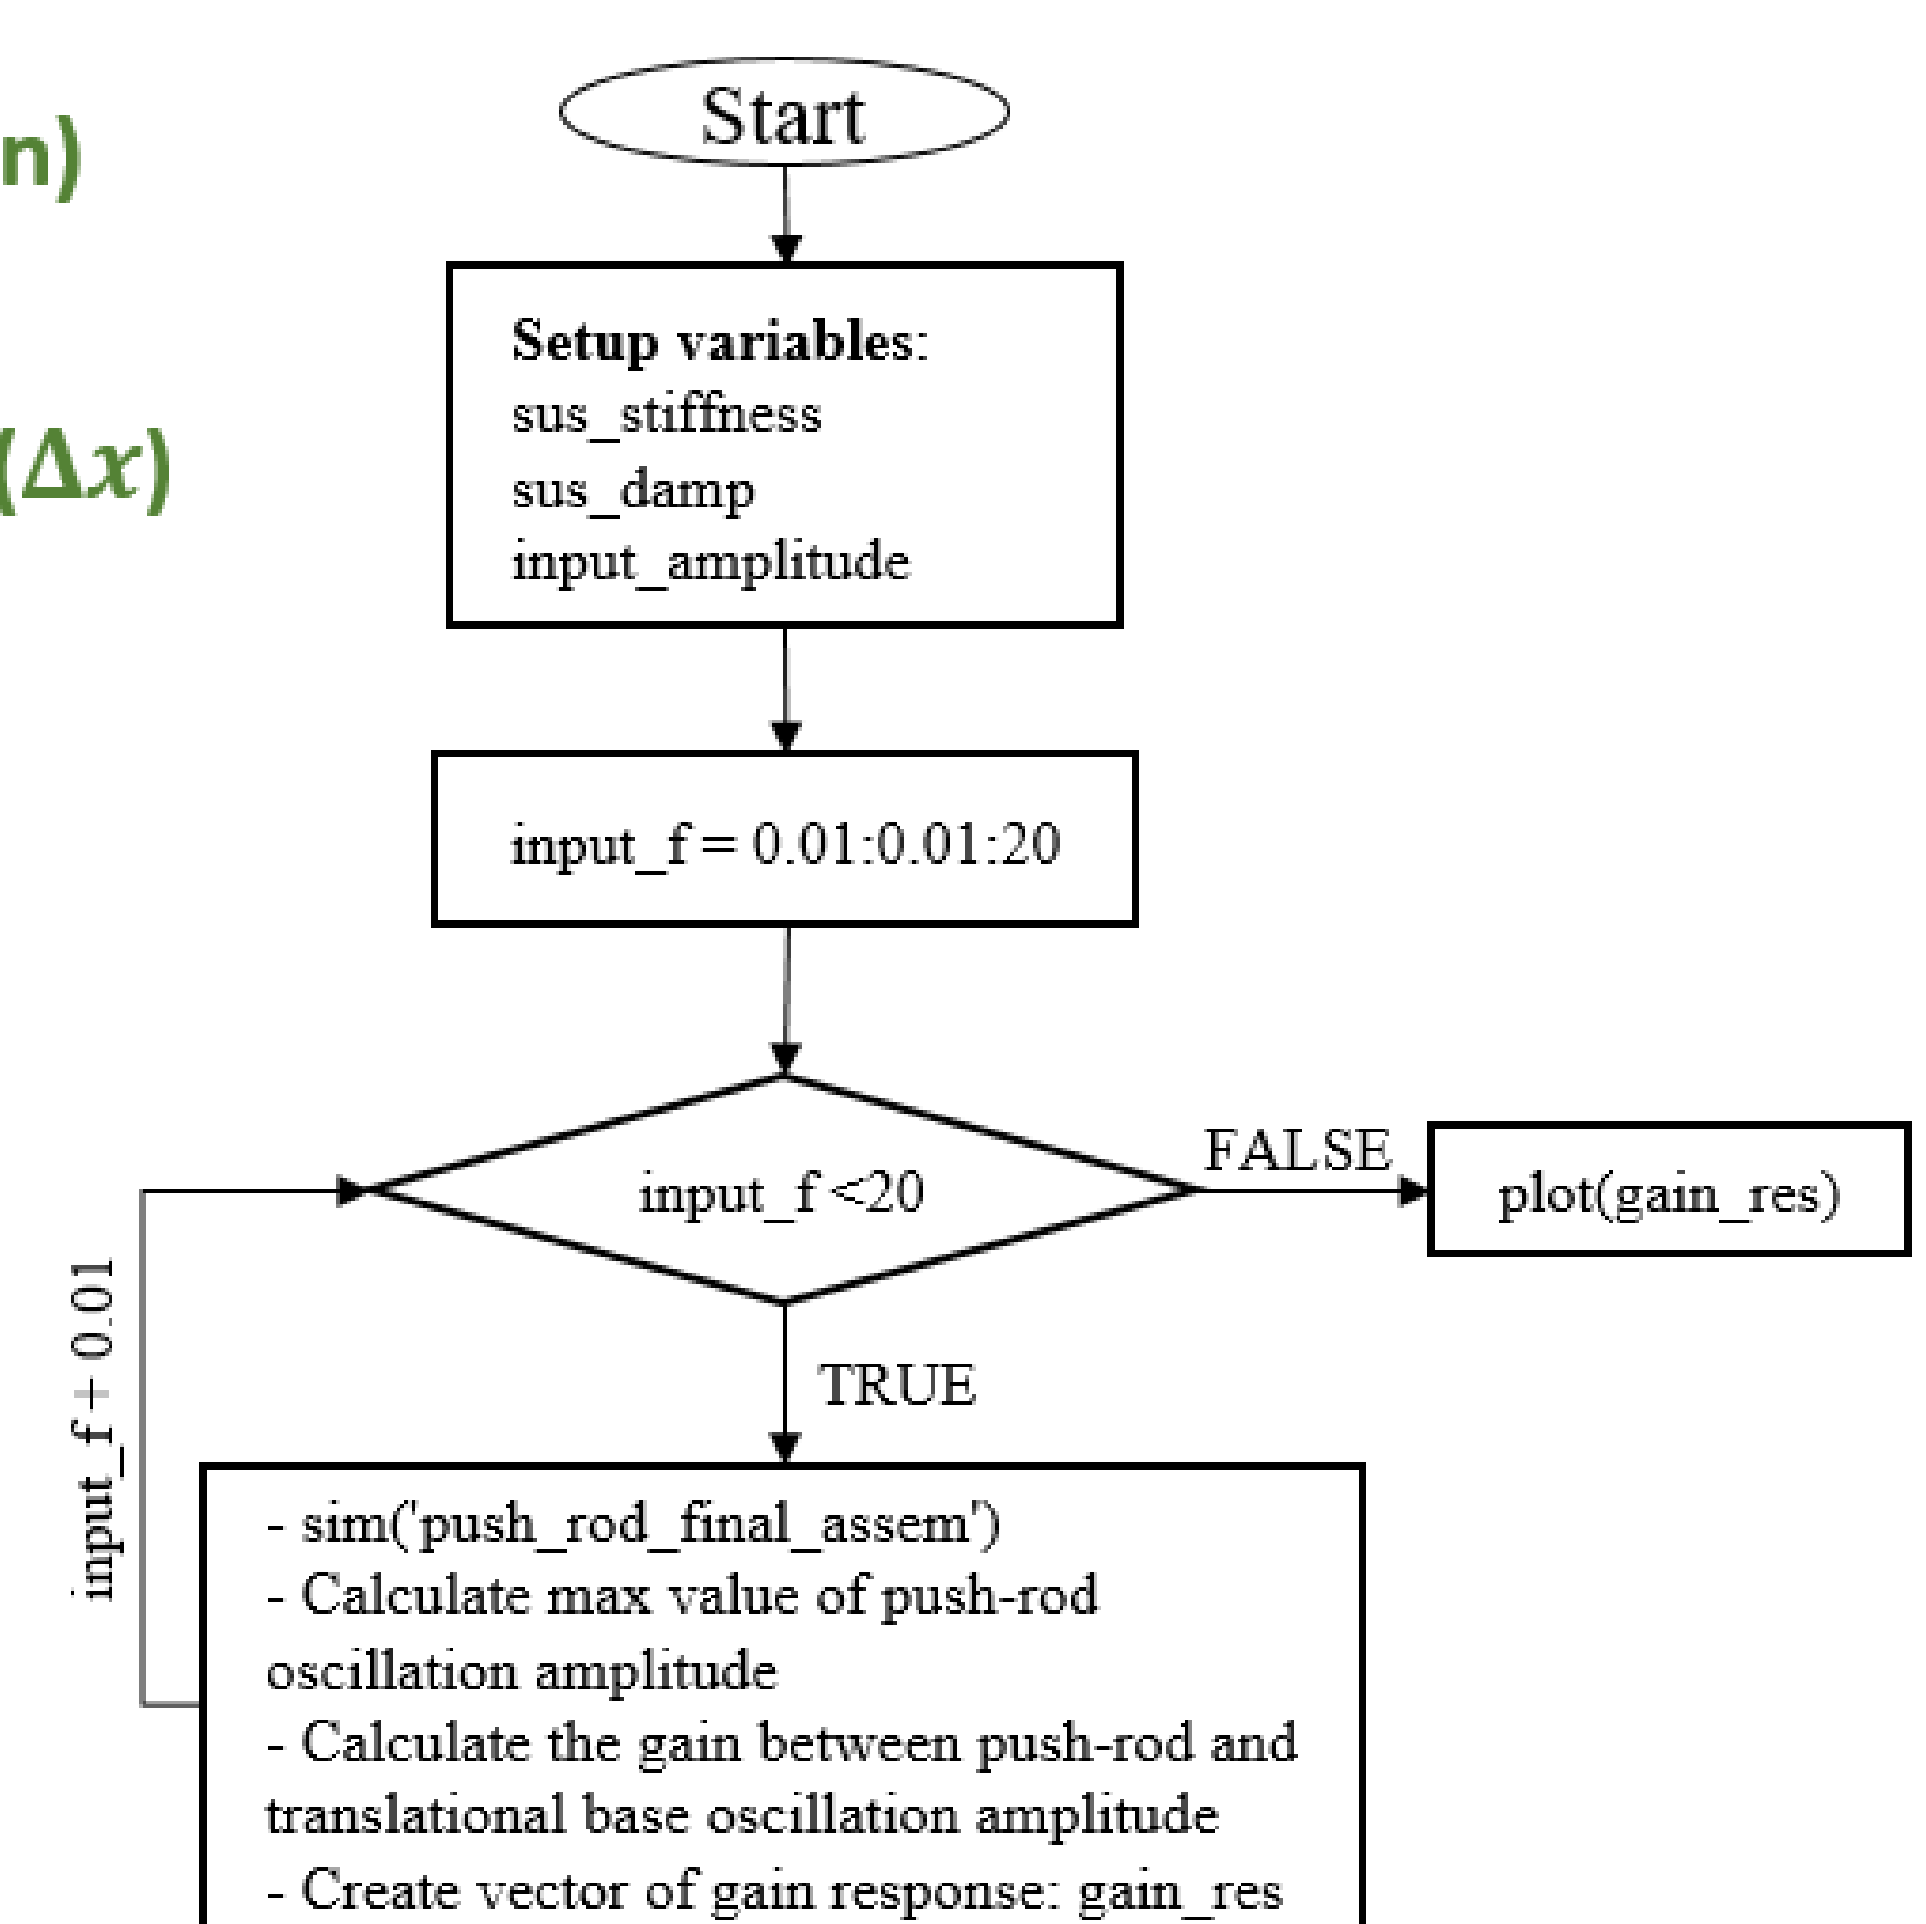 n)
(Δx)
Start
Setup variables:
sus_stiffness
sus_damp
input_amplitude
input_f = 0.01:0.01:20
input_f <20
FALSE
plot(gain_res)
TRUE
input_f + 0.01
- sim('push_rod_final_assem')
- Calculate max value of push-rod
oscillation amplitude
- Calculate the gain between push-rod and
translational base oscillation amplitude
- Create vector of gain response: gain_res